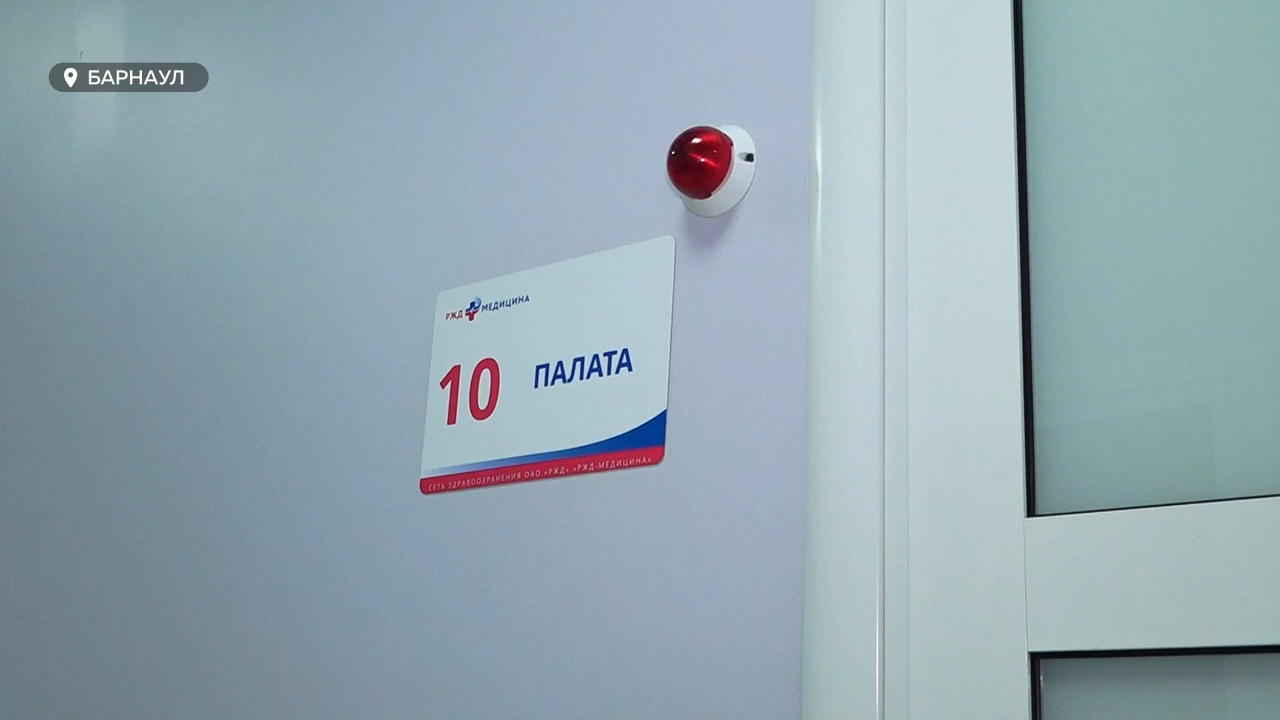 БАРНАУЛ
РЖД МЕДИЦИНА
10 ПАЛАТА
СЕТЬ ЗДРАВООХРАНЕНИЯ ОАО «РЖД» «РЖД-МЕДИЦИНА»